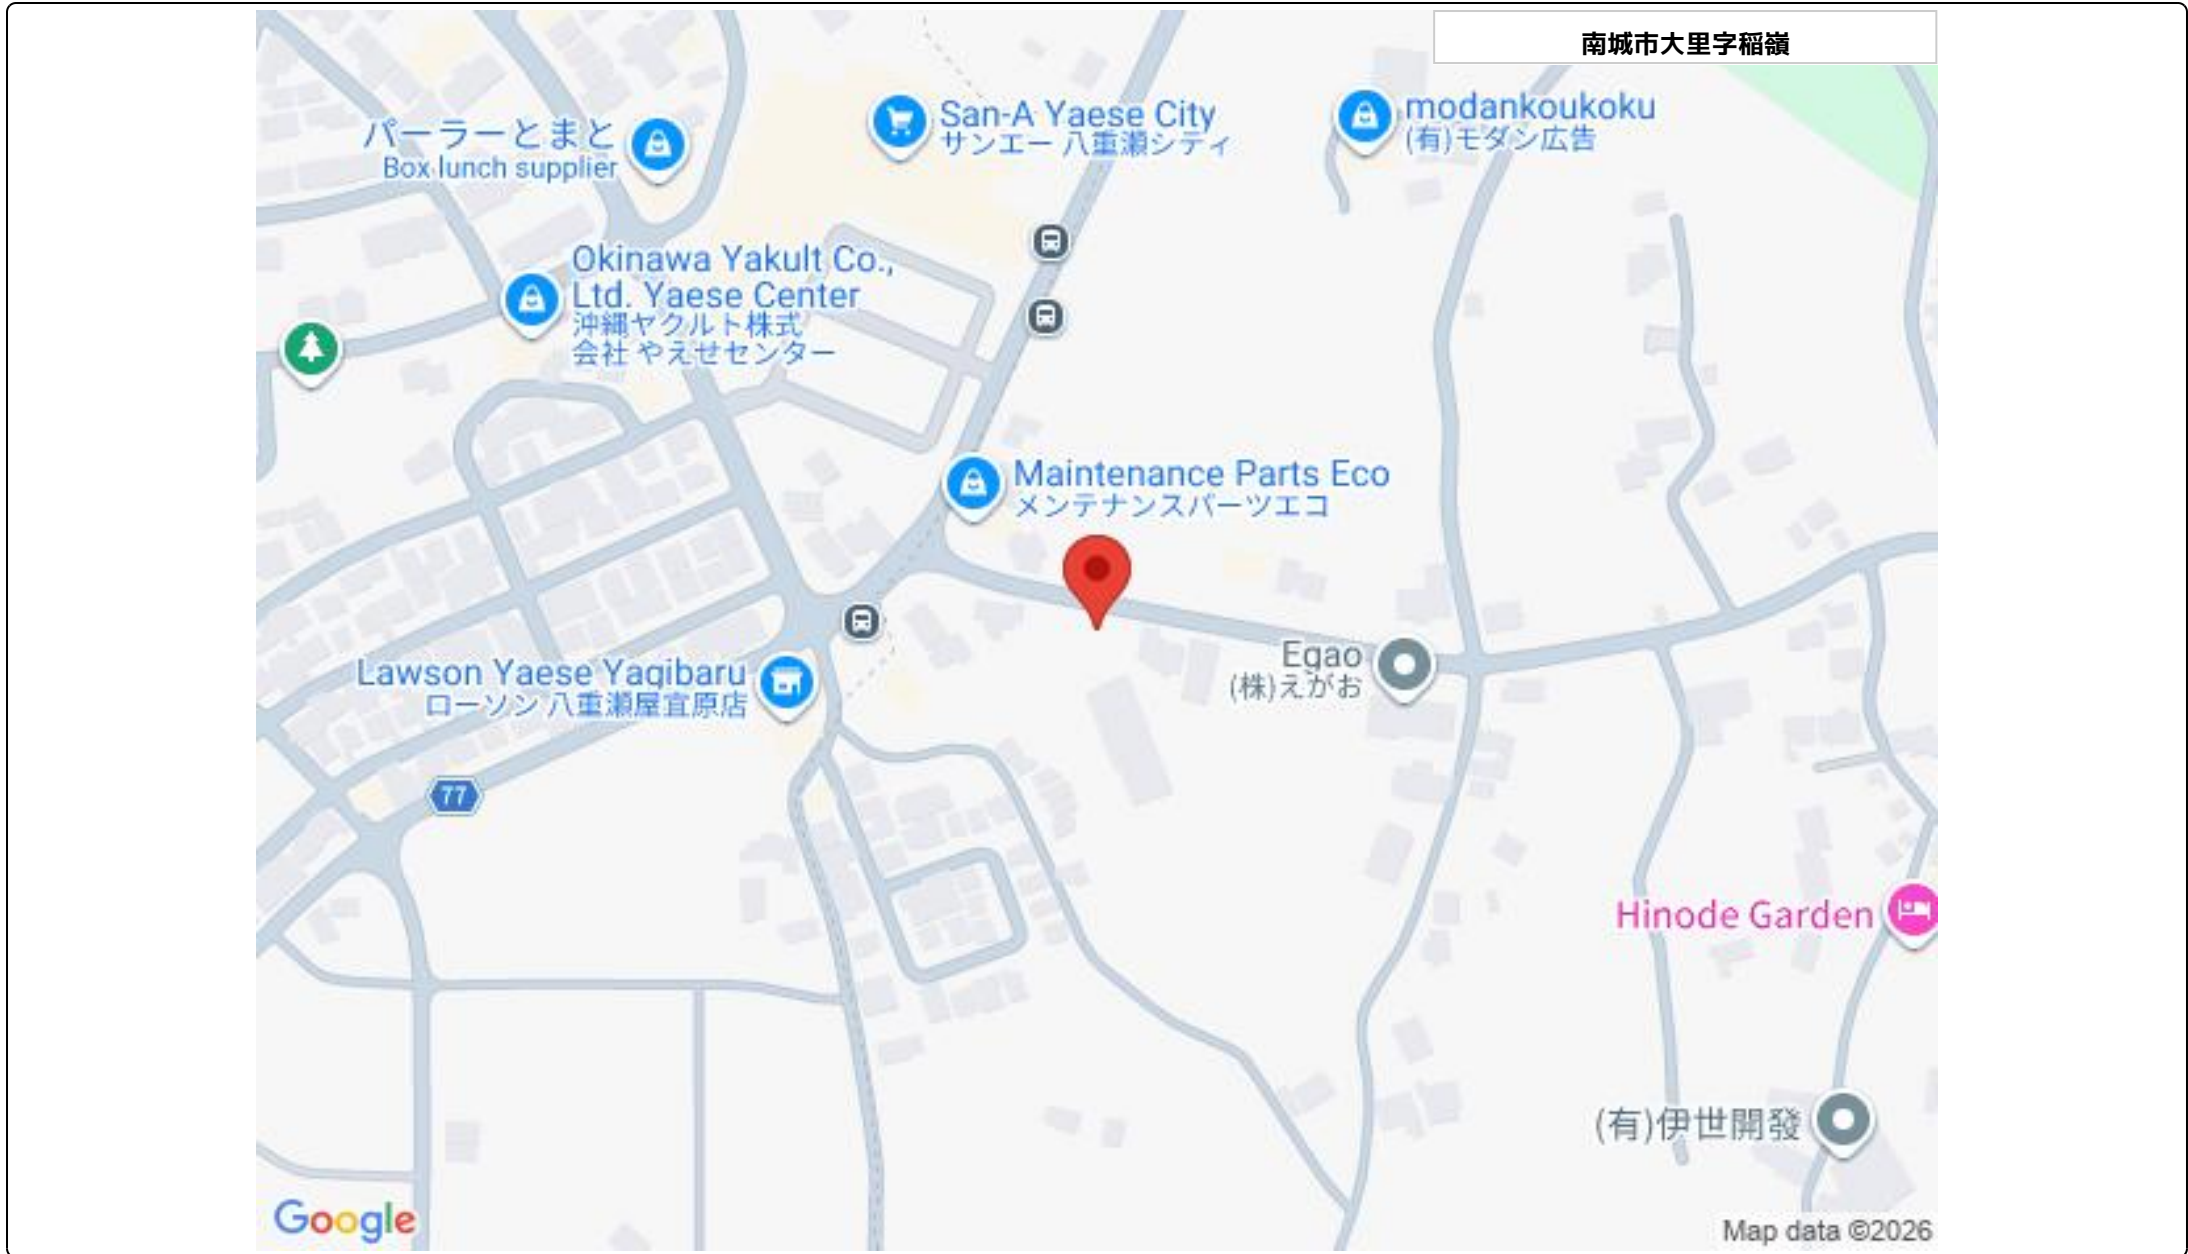 南城市大里字稲嶺
San-A Yaese City
サンエー 八重瀬シティ
modankoukoku
(有)モダン広告
パーラーとまと
Box lunch supplier
Okinawa Yakult Co.,
Ltd. Yaese Center
沖縄ヤクルト株式
会社 やえせセンター
Maintenance Parts Eco
メンテナンスパーツエコ
Egao
(株)えがお
Lawson Yaese Yagibaru
ローソン 八重瀬屋宜原店
77
Hinode Garden
(有)伊世開發
Google
Map data ©2026